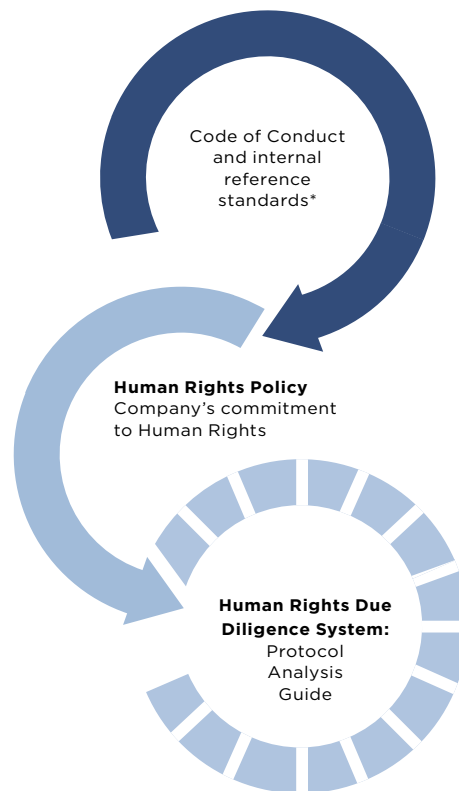 Code of Conduct
and internal
reference
standards*
Human Rights Policy
Company’s commitment
to Human Rights
Human Rights Due
Diligence System:
Protocol
Analysis
Guide